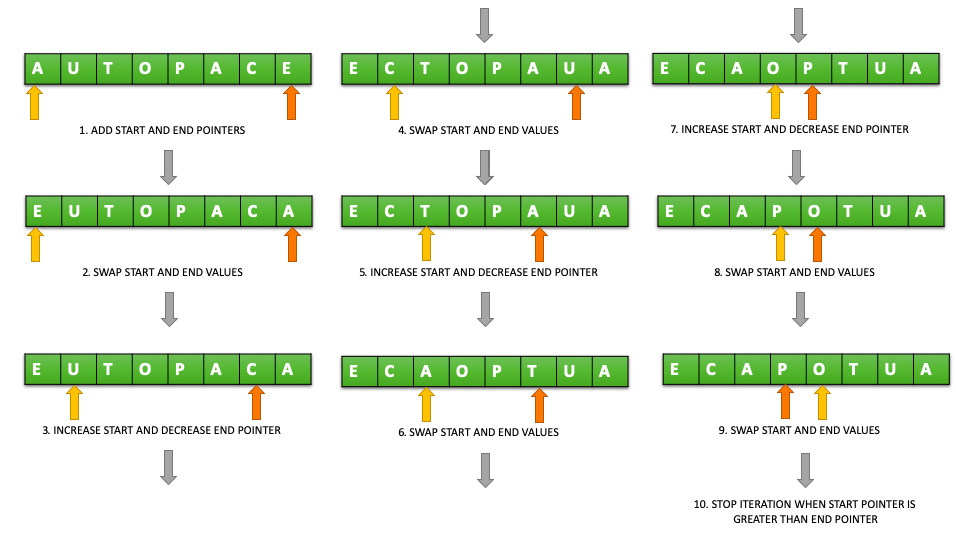 A U T O P A C E
1. ADD START AND END POINTERS
E U T O P A C A
2. SWAP START AND END VALUES
E U T O P A C A
3. INCREASE START AND DECREASE END POINTER
E C T O P A U A
4. SWAP START AND END VALUES
E C T O P A U A
5. INCREASE START AND DECREASE END POINTER
E C A O P T U A
6. SWAP START AND END VALUES
E C A O P T U A
7. INCREASE START AND DECREASE END POINTER
E C A P O T U A
8. SWAP START AND END VALUES
E C A P O T U A
9. SWAP START AND END VALUES
10. STOP ITERATION WHEN START POINTER IS
GREATER THAN END POINTER